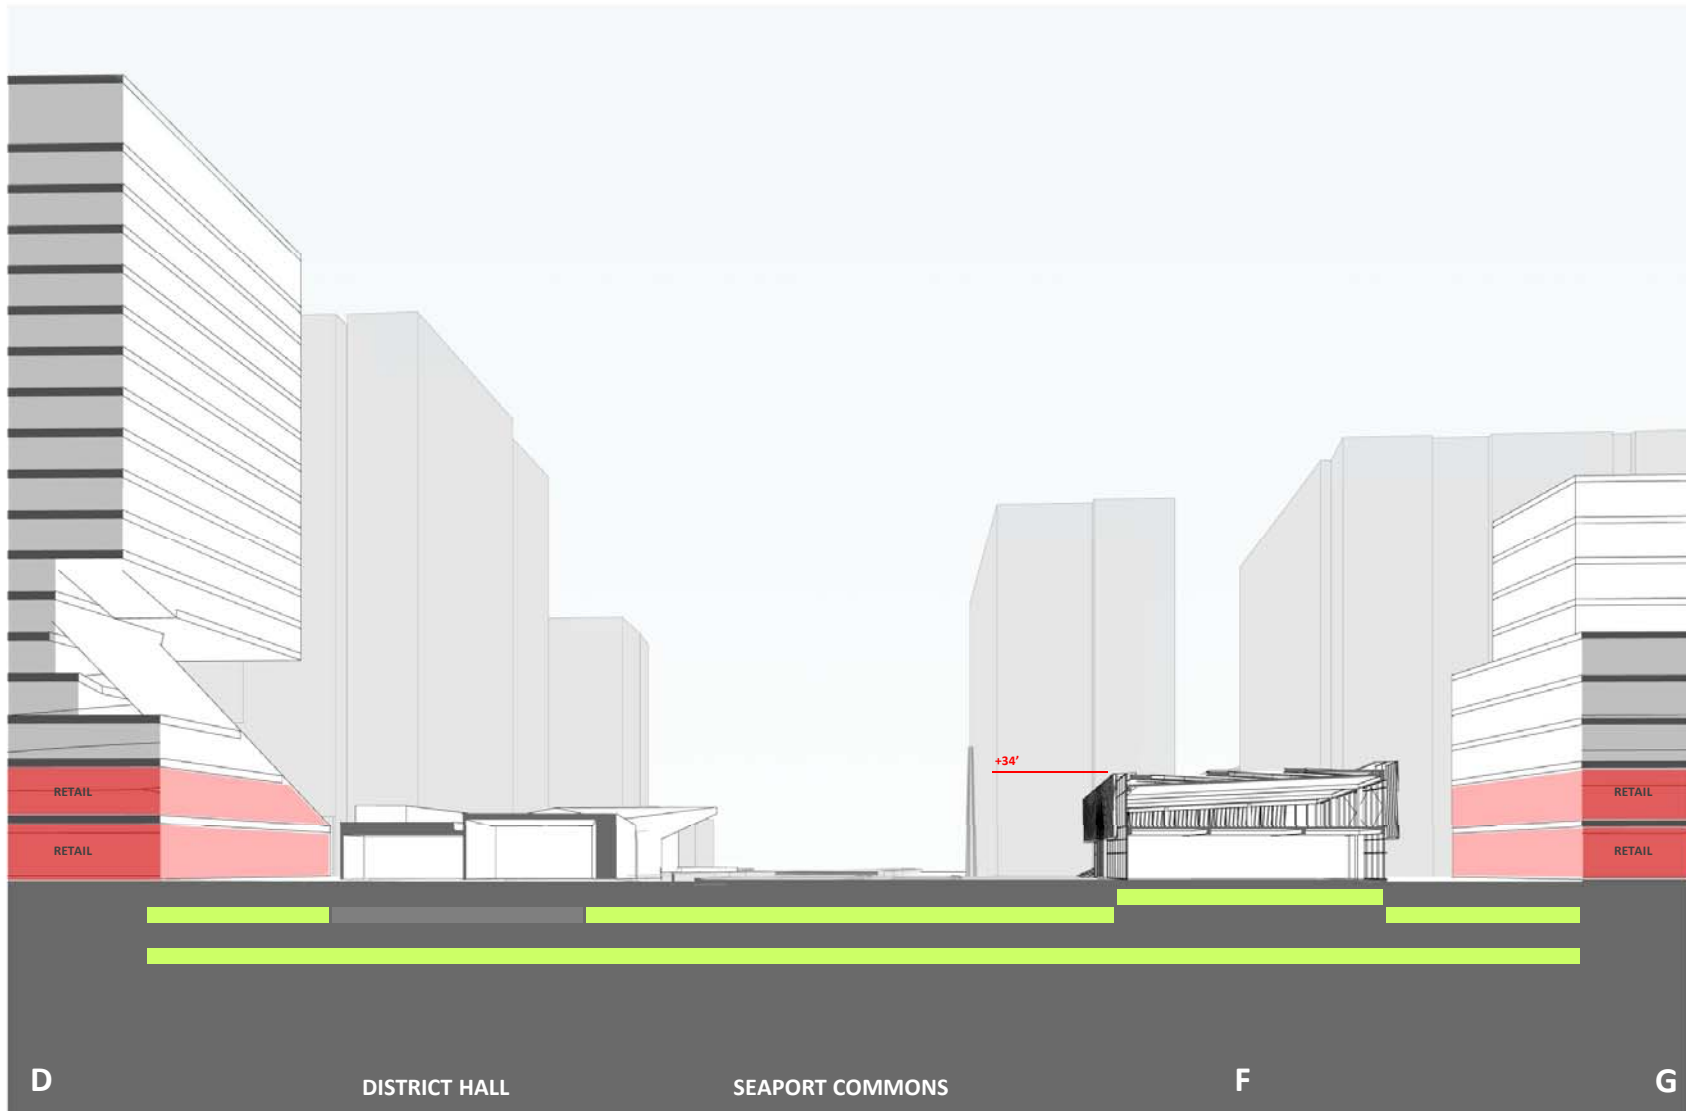 +34'
RETAIL
RETAIL
RETAIL
RETAIL
D
DISTRICT HALL
SEAPORT COMMONS
F
G